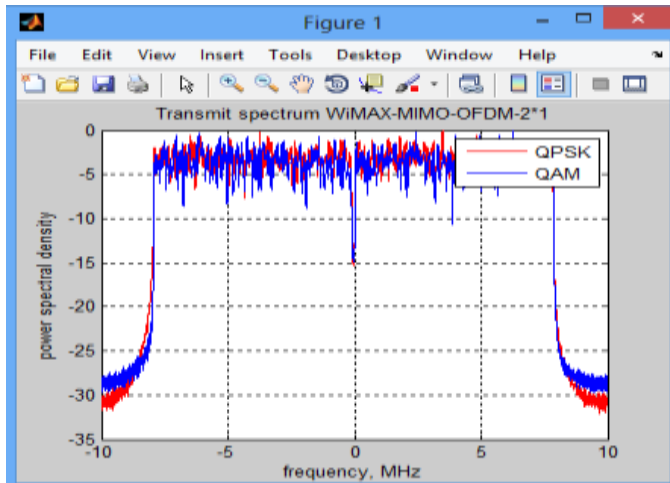 Figure 1
File Edit View Insert Tools Desktop Window Help
Transmit spectrum WiMAX-MIMO-OFDM-2*1
QPSK
QAM
power spectral density
0
-5
-10
-15
-20
-25
-30
-35
-10 -5 0 5 10
frequency, MHz